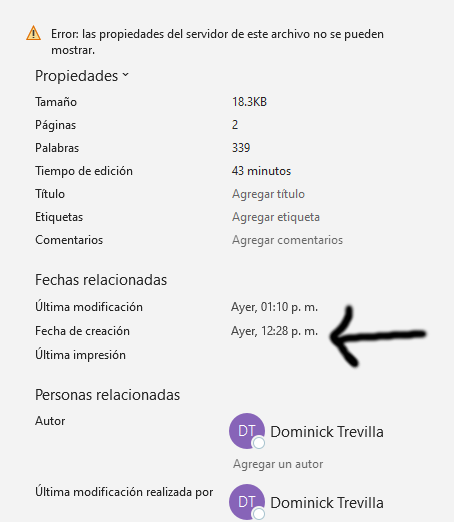 Error: las propiedades del servidor de este archivo no se pueden
mostrar.
Propiedades
Tamaño 18.3KB
Páginas 2
Palabras 339
Tiempo de edición 43 minutos
Título Agregar título
Etiquetas Agregar etiqueta
Comentarios Agregar comentarios
Fechas relacionadas
Última modificación Ayer, 01:10 p. m.
Fecha de creación Ayer, 12:28 p. m.
Última impresión
Personas relacionadas
Autor DT Dominick Trevilla
Agregar un autor
Última modificación realizada por DT Dominick Trevilla